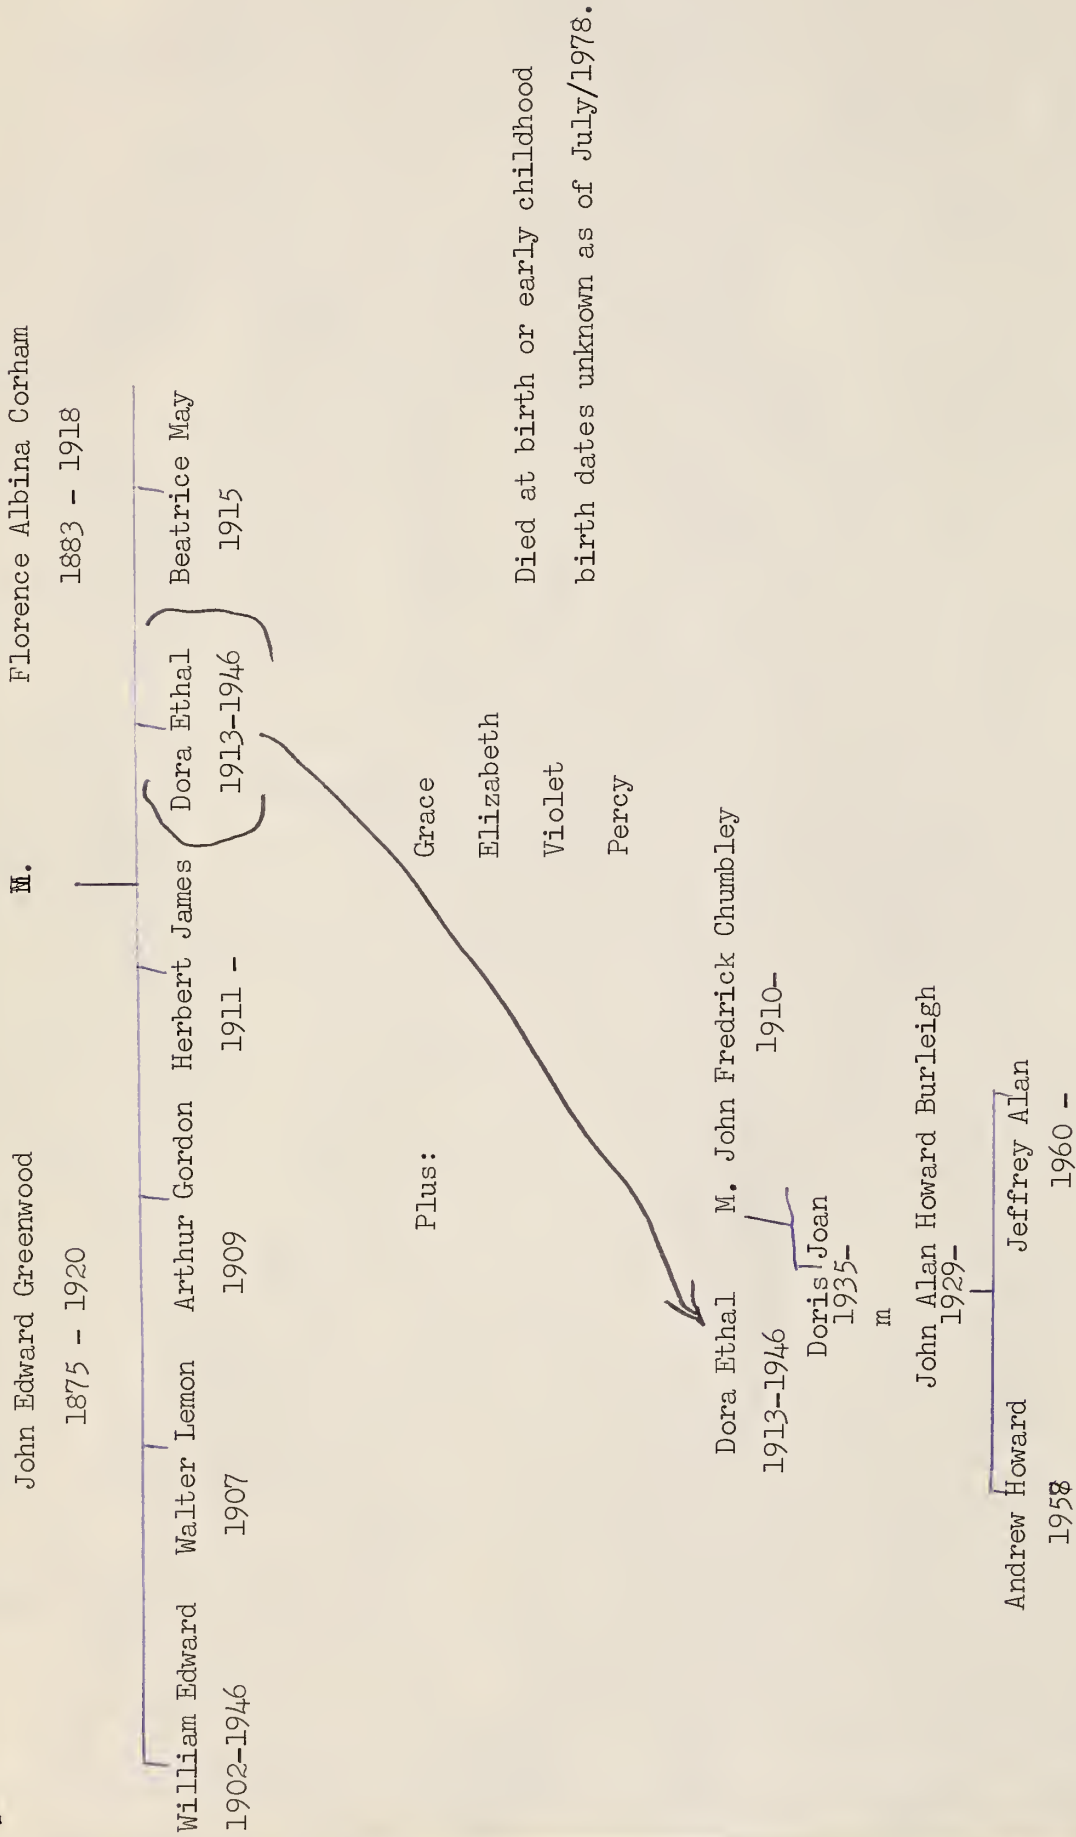 John Edward Greenwood M. Florence Albina Corham
1875 - 1920 1883 - 1918
William Edward Walter Lemon Arthur Gordon Herbert James Dora Ethal Beatrice May
1902-1946 1907 1909 1911 - 1913-1946 1915
Plus: Grace
Elizabeth
Violet
Percy
Died at birth or early childhood
birth dates unknown as of July/1978.
Dora Ethal M. John Fredrick Chumbley
1913-1946 1910-
Doris Joan
1935-
m
John Alan Howard Burleigh
1929-
Andrew Howard Jeffrey Alan
1958 1960 -